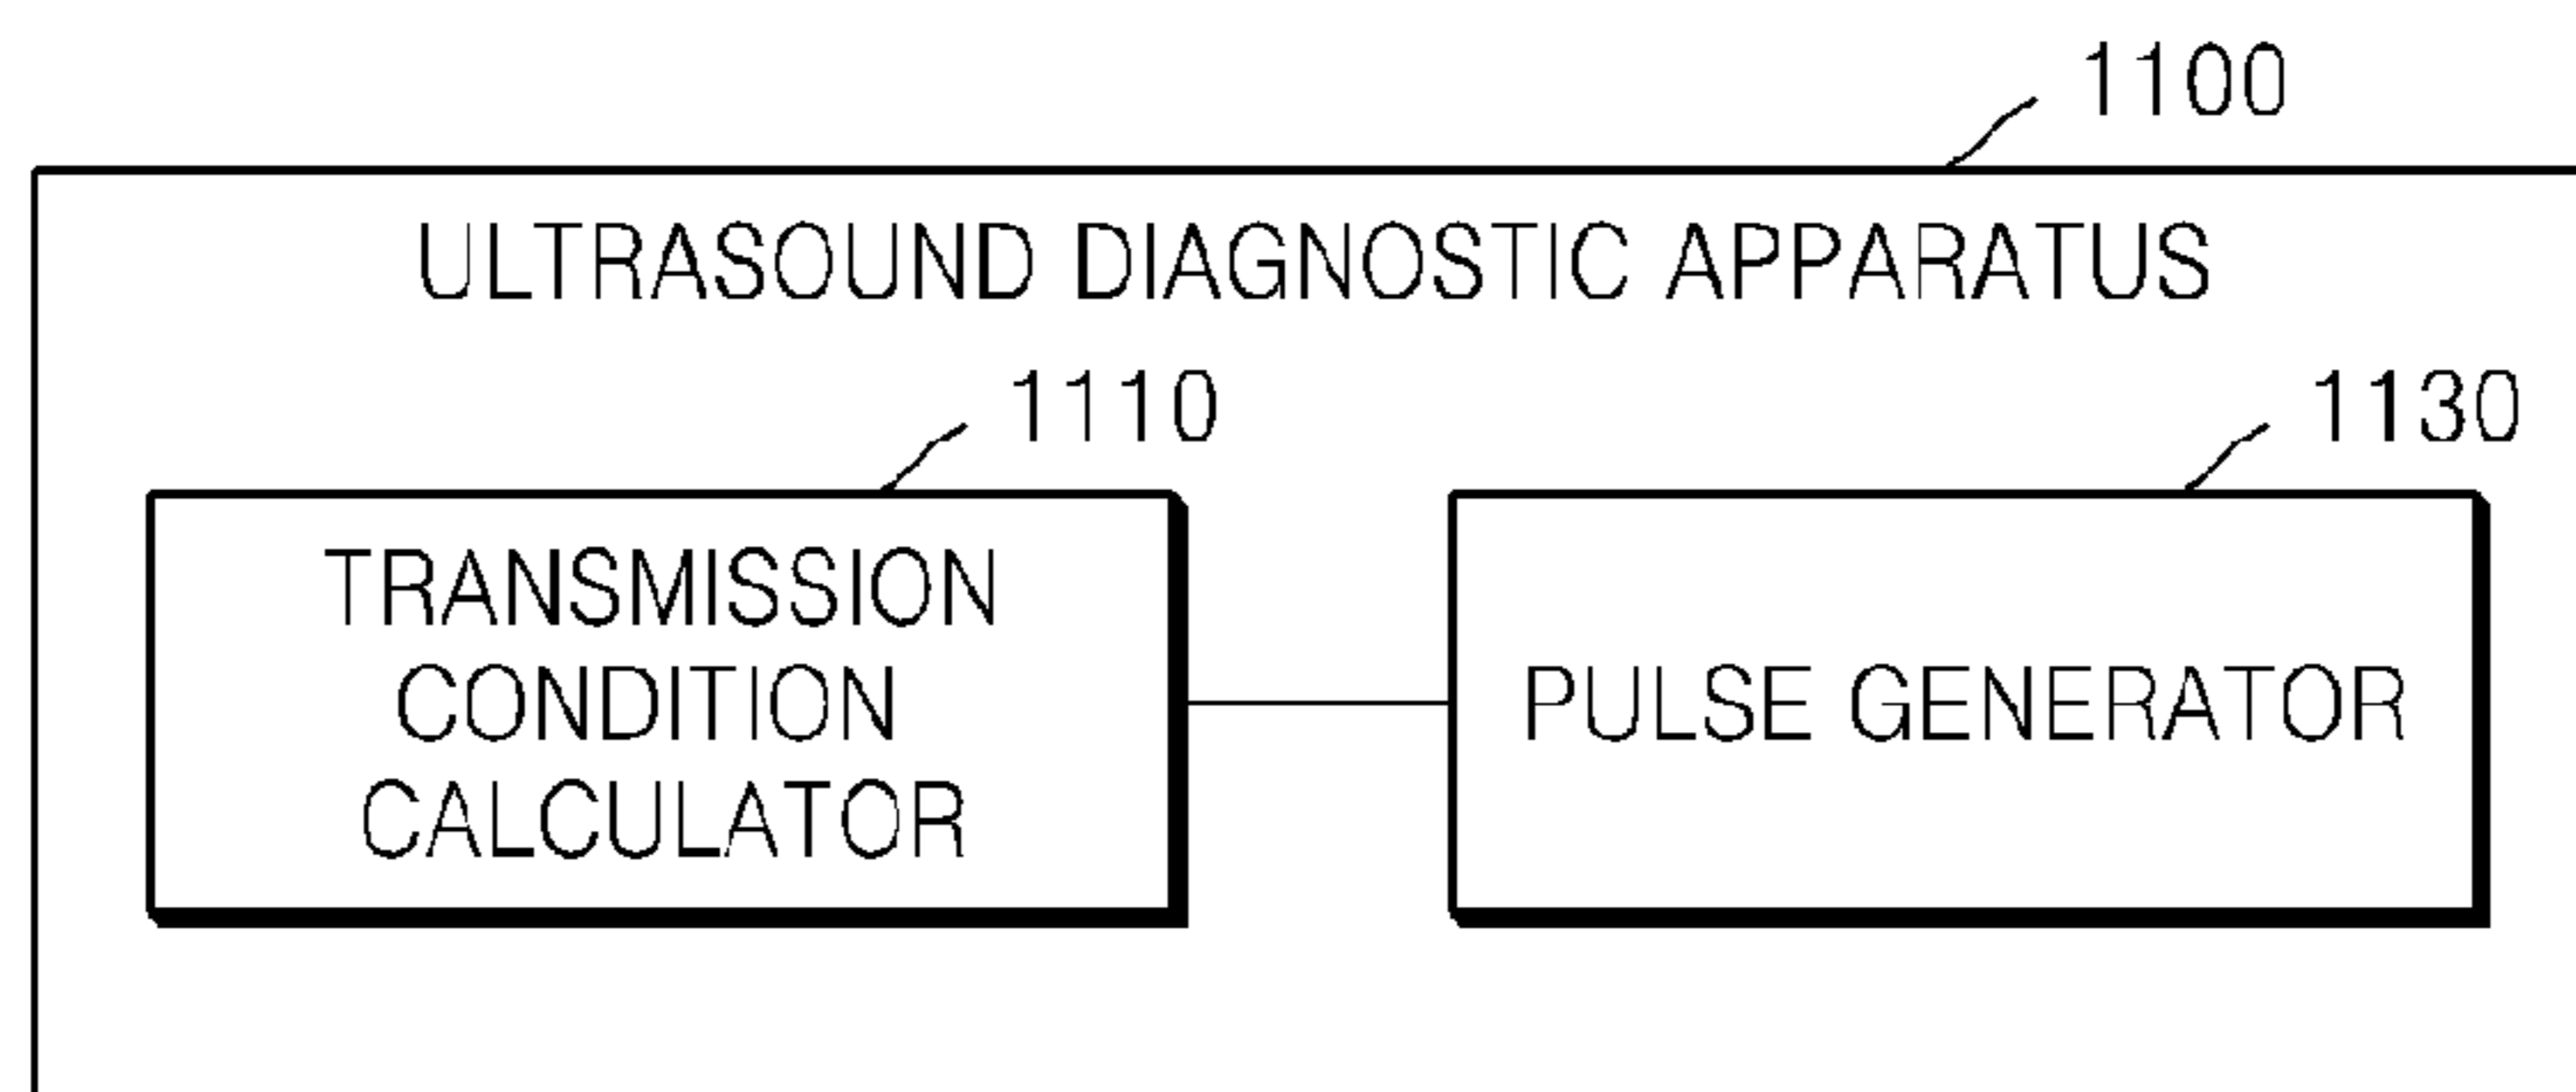 1100
ULTRASOUND DIAGNOSTIC APPARATUS
1110
1130
TRANSMISSION
CONDITION
CALCULATOR
PULSE GENERATOR